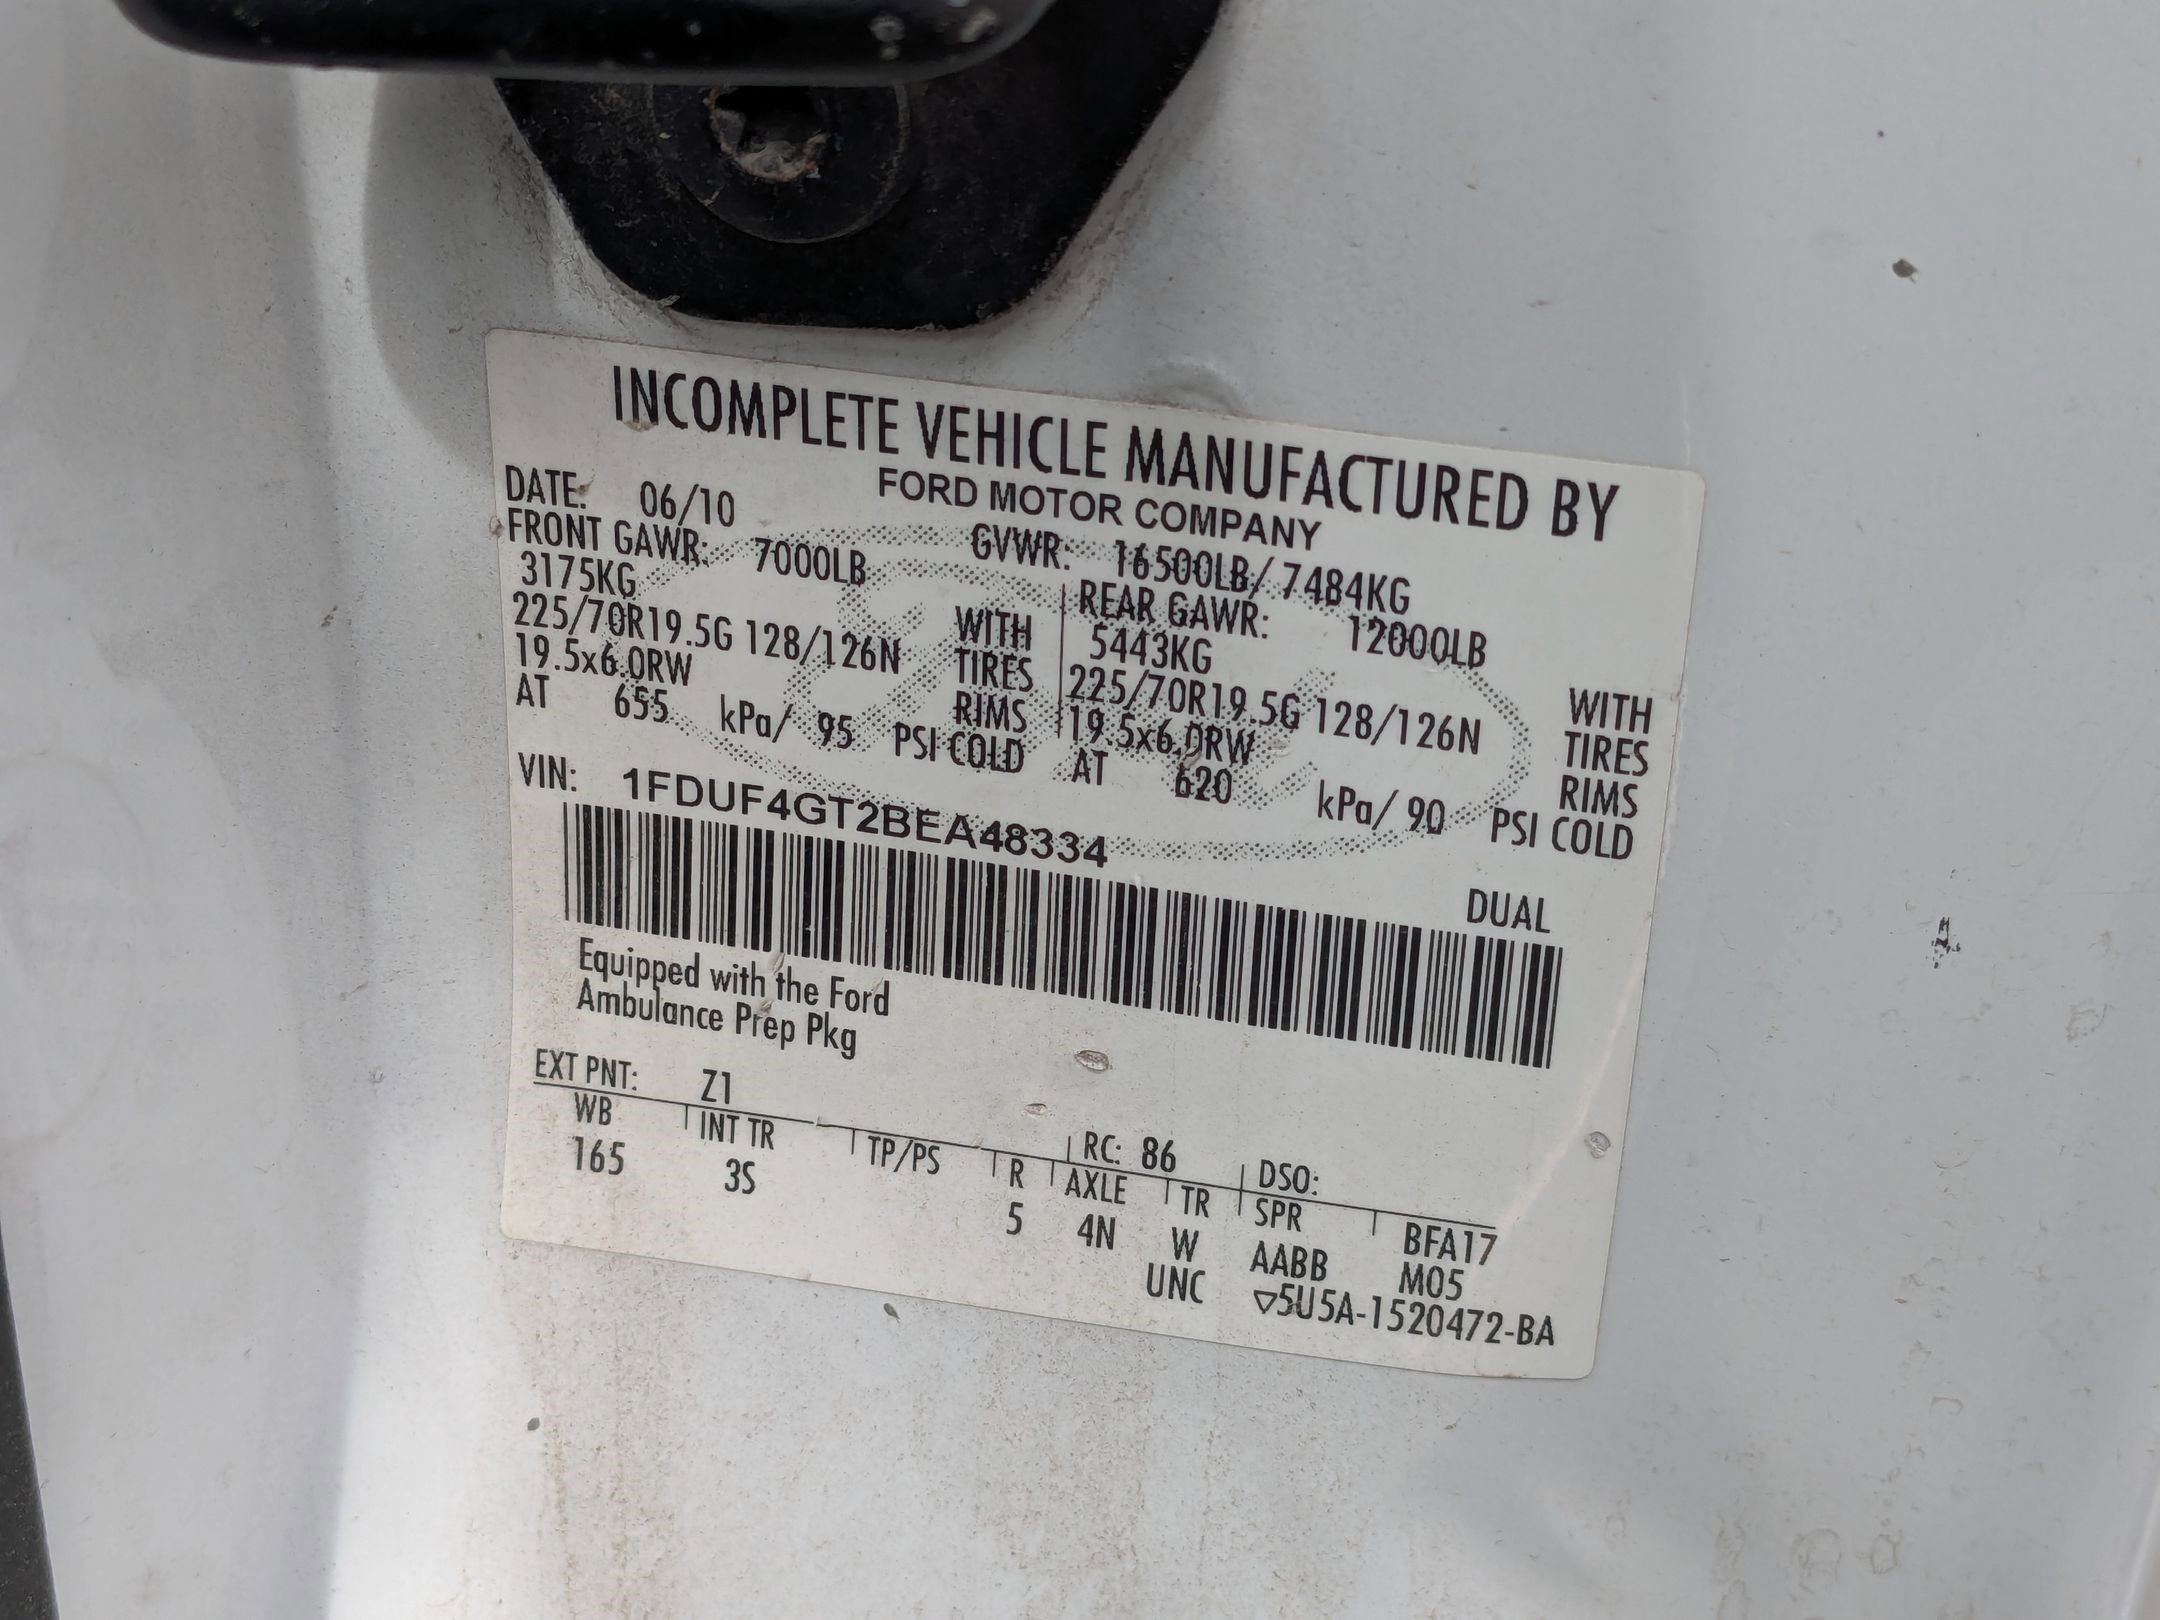 INCOMPLETE VEHICLE MANUFACTURED BY
FORD MOTOR COMPANY
DATE: 06/10 GVWR: 16500LB/ 7484KG
FRONT GAWR: 7000LB
3175KG WITH
225/70R19.5G 128/126N TIRES
19.5x6.0RW RIMS
AT 655 kPa/ 95 PSI COLD
REAR GAWR: 12000LB
5443KG WITH
225/70R19.5G 128/126N TIRES
19.5x6.0RW RIMS
AT 620 kPa/ 90 PSI COLD
VIN: 1FDUF4GT2BEA48334
DUAL
Equipped with the Ford
Ambulance Prep Pkg
EXT PNT: Z1 RC: 86 DSO:
WB INT TR TP/PS R AXLE TR SPR BFA17
165 3S 5 4N W AABB M05
UNC ▽5U5A-1520472-BA